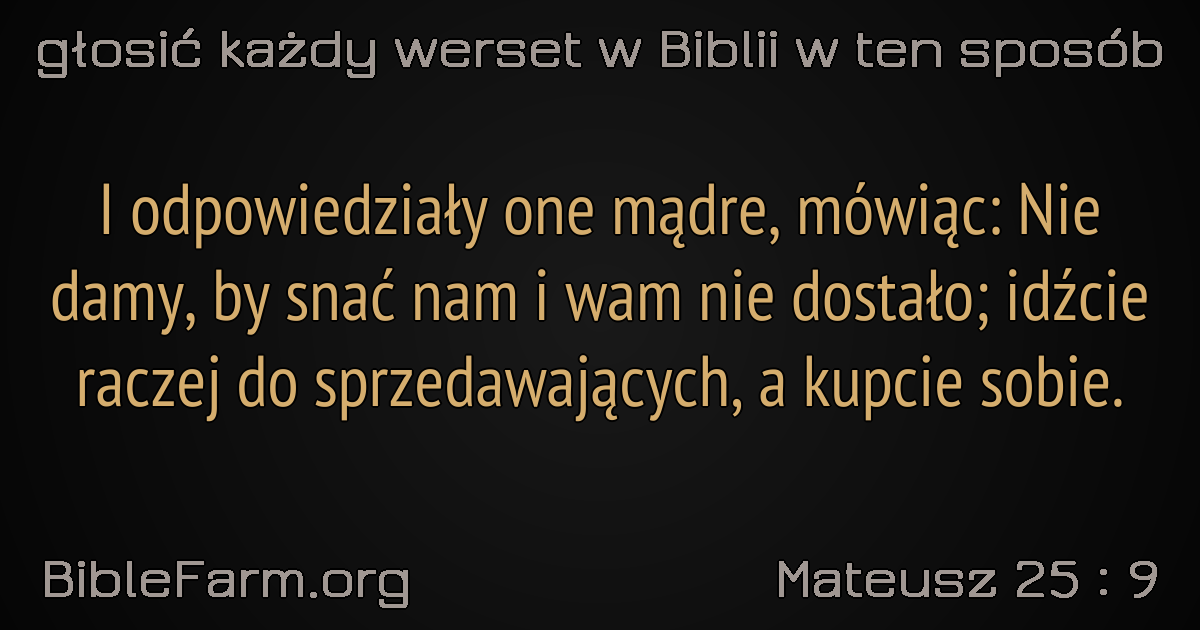 głosić każdy werset w Biblii w ten sposób
I odpowiedziały one mądre, mówiąc: Nie
damy, by snać nam i wam nie dostało; idźcie
raczej do sprzedawających, a kupcie sobie.
BibleFarm.org
Mateusz 25 : 9